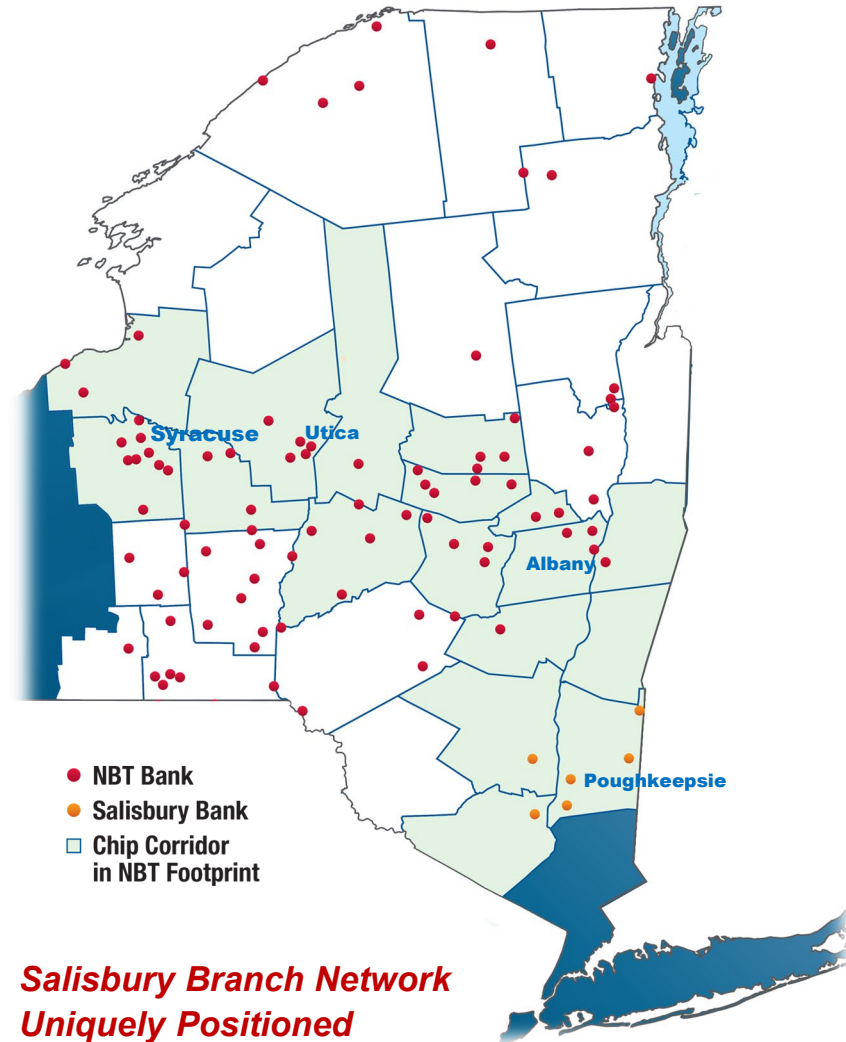 Syracuse
Utica
Albany
Poughkeepsie
NBT Bank
Salisbury Bank
Chip Corridor
in NBT Footprint
Salisbury Branch Network
Uniquely Positioned